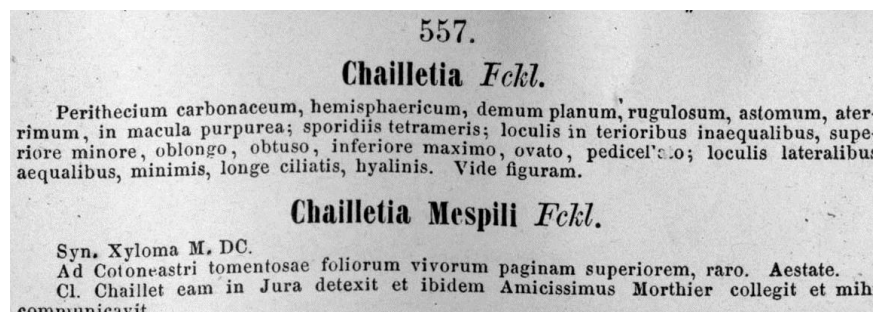 557.
Chailletia Fckl.
Perithecium carbonaceum, hemisphaericum, demum planum, rugulosum, astomum, ater-
rimum, in macula purpurea; sporidiis tetrameris; loculis in terioribus inaequalibus, supe-
riore minore, oblongo, obtuso, inferiore maximo, ovato, pedicellato; loculis lateralibus
aequalibus, minimis, longe ciliatis, hyalinis. Vide figuram.
Chailletia Mespili Fckl.
Syn. Xyloma M. DC.
Ad Cotoneastri tomentosae foliorum vivorum paginam superiorem, raro. Aestate.
Cl. Chaillet eam in Jura detexit et ibidem Amicissimus Morthier collegit et mih
communicavit